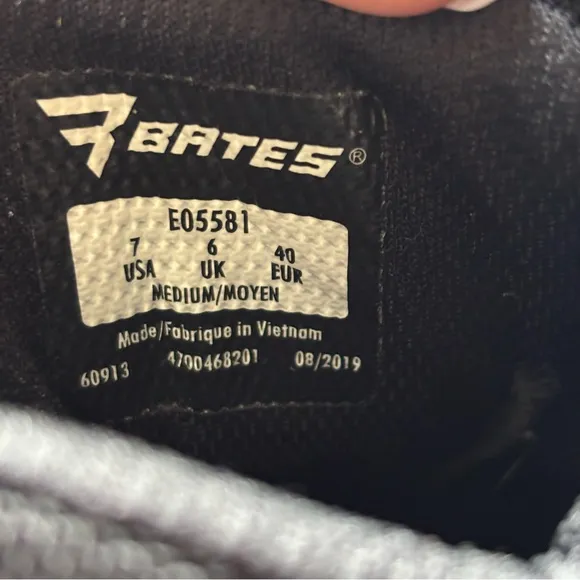 BATES®
E05581
7 6 40
USA UK EUR
MEDIUM/MOYEN
Made/Fabrique in Vietnam
60913 4700468201 08/2019